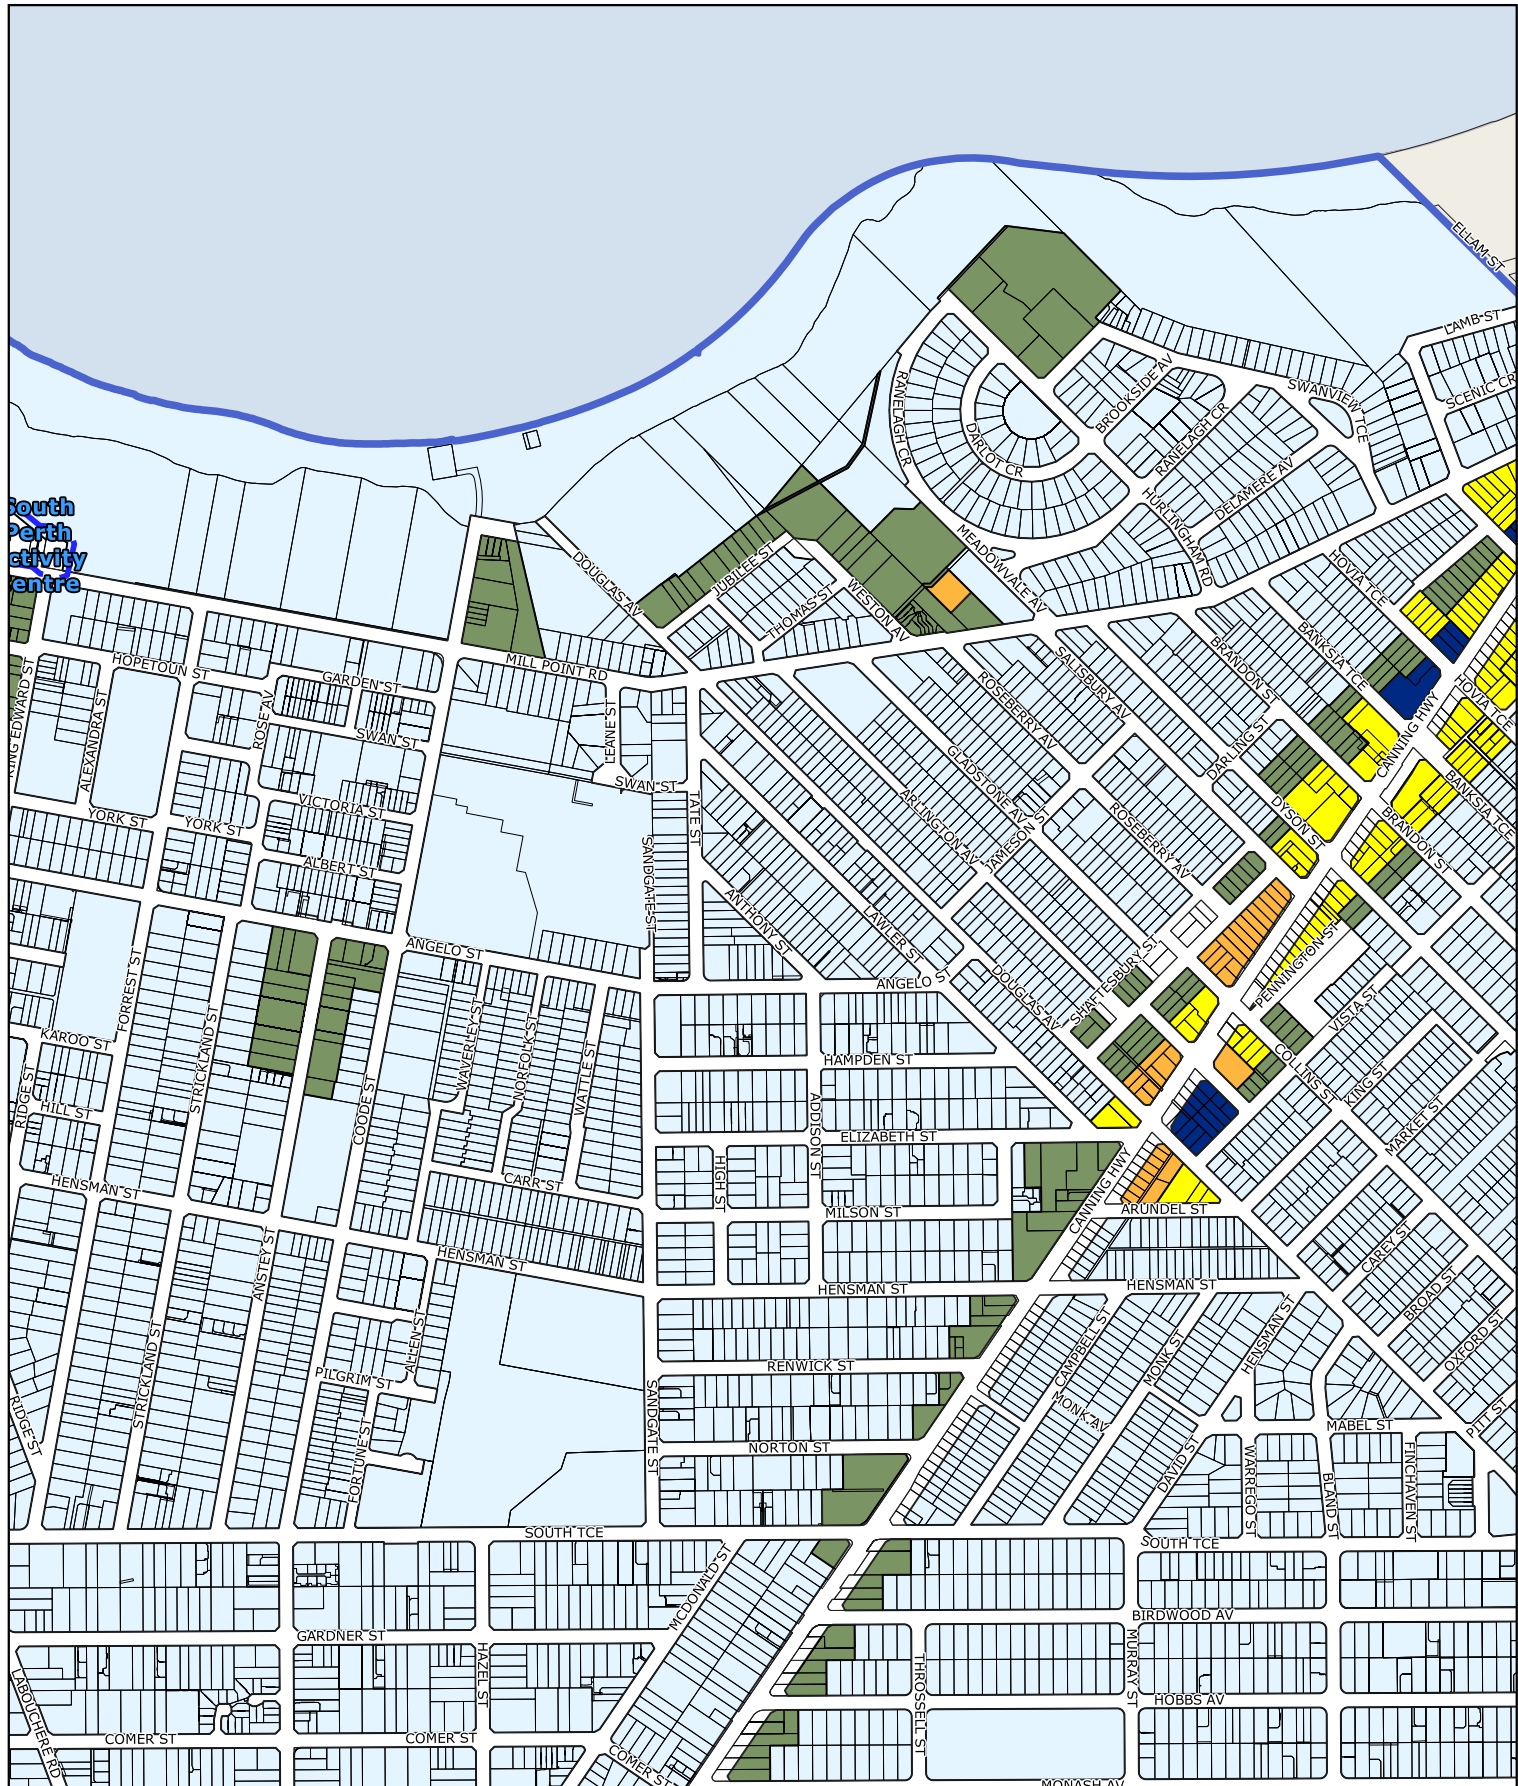 ELLAM ST
LAMB ST
SCENIC CR
SWANVIEW TCE
BROOKSIDE AV
RANELAGH CR
RANELAGH CR
DARLOT CR
DELAMERE AV
HURLINGHAM RD
MEADOWVALE AV
South
Perth
ctivity
entre
DOUGLAS AV
JUBILEE ST
THOMAS ST
WESTON AV
HOVIA TCE
BANKSIA TCE
BRANDON S
SALISBURY AV
ROSEBERRY AV
HOVIA TCE
CANNING HWY
MILL POINT RD
HOPETOUN ST
GARDEN ST
KING EDWARD ST
ALEXANDRA ST
ROSE AV
SWAN ST
LEANE ST
SWAN ST
TATE ST
DARLING ST
GLADSTONE AV
ARLINGTON AV
JAMESON ST
ROSEBERRY AV
DYSON ST
BANKSIA TCE
BRANDON ST
VICTORIA ST
YORK ST
YORK ST
ALBERT ST
SANDGATE ST
ANTHONY ST
LAWLER ST
ANGELO ST
ANGELO ST
DOUGLAS AV
SHAFTESBURY ST
PENNINGTON ST
VISTA ST
COLLINS ST
KING ST
MARKET ST
FORREST ST
STRICKLAND ST
KAROO ST
RIDGE ST
HILL ST
COODE ST
WAVERLEY ST
NORFOLK ST
WATTLE ST
HAMPDEN ST
ADDISON ST
ELIZABETH ST
HIGH ST
CARR ST
MILSON ST
CANNING HWY
ARUNDEL ST
HENSMAN ST
HENSMAN ST
HENSMAN ST
HENSMAN ST
ANSTEY ST
CAREY ST
BROAD ST
OXFORD ST
PITT ST
HENSMAN ST
CAMPBELL ST
MONK ST
MONK AV
ALLEN ST
PILGRIM ST
RENWICK ST
STRICKLAND ST
RIDGE ST
FORTUNE ST
SANDGATE ST
NORTON ST
DAVID ST
MABEL ST
WARREGO ST
BLAND ST
FINCHAVEN ST
SOUTH TCE
SOUTH TCE
MCDONALD ST
BIRDWOOD AV
GARDNER ST
HAZEL ST
THROSSELL ST
MURRAY ST
HOBBS AV
LABOUCHERE RD
COMER ST
COMER ST
COMER ST
MONASH AV